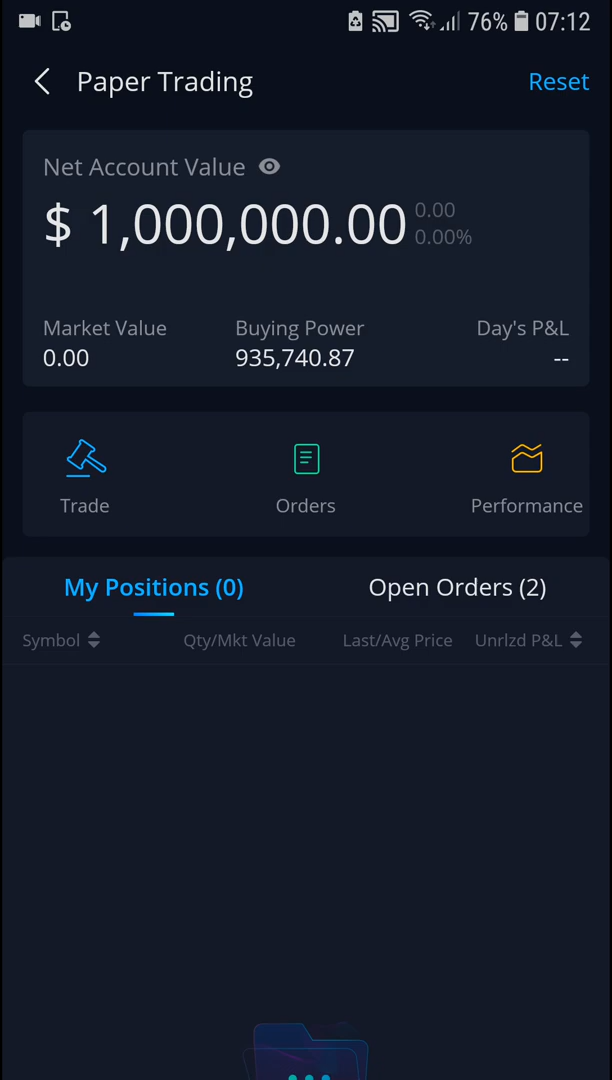 76% 07:12
Paper Trading Reset
Net Account Value
$ 1,000,000.00 0.00
0.00%
Market Value Buying Power Day's P&L
0.00 935,740.87 --
Trade Orders Performance
My Positions (0) Open Orders (2)
Symbol Qty/Mkt Value Last/Avg Price Unrlzd P&L